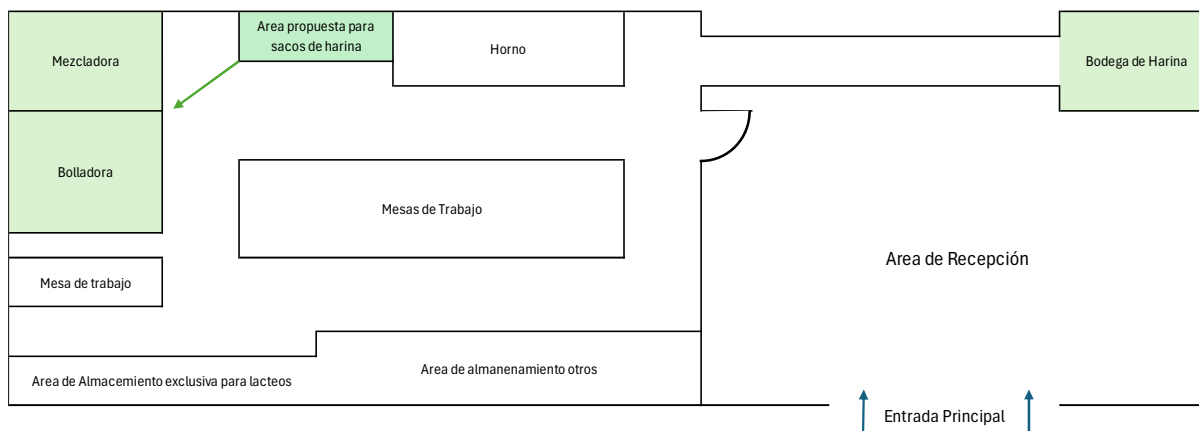 Area propuesta para
sacos de harina
Mezcladora
Horno
Bodega de Harina
Bolladora
Mesas de Trabajo
Area de Recepción
Mesa de trabajo
Area de Almacemiento exclusiva para lacteos
Area de almanenamiento otros
Entrada Principal